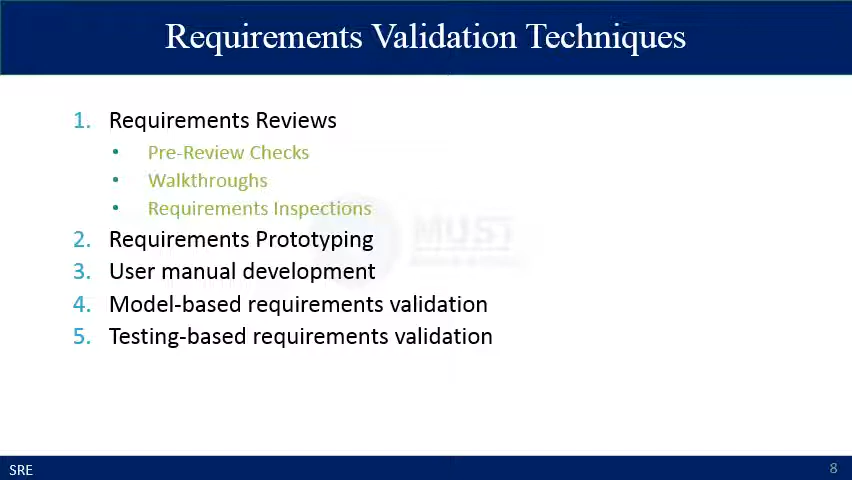 Requirements Validation Techniques
1. Requirements Reviews
• Pre-Review Checks
• Walkthroughs
• Requirements Inspections
2. Requirements Prototyping
3. User manual development
4. Model-based requirements validation
5. Testing-based requirements validation
MUST
SRE
8